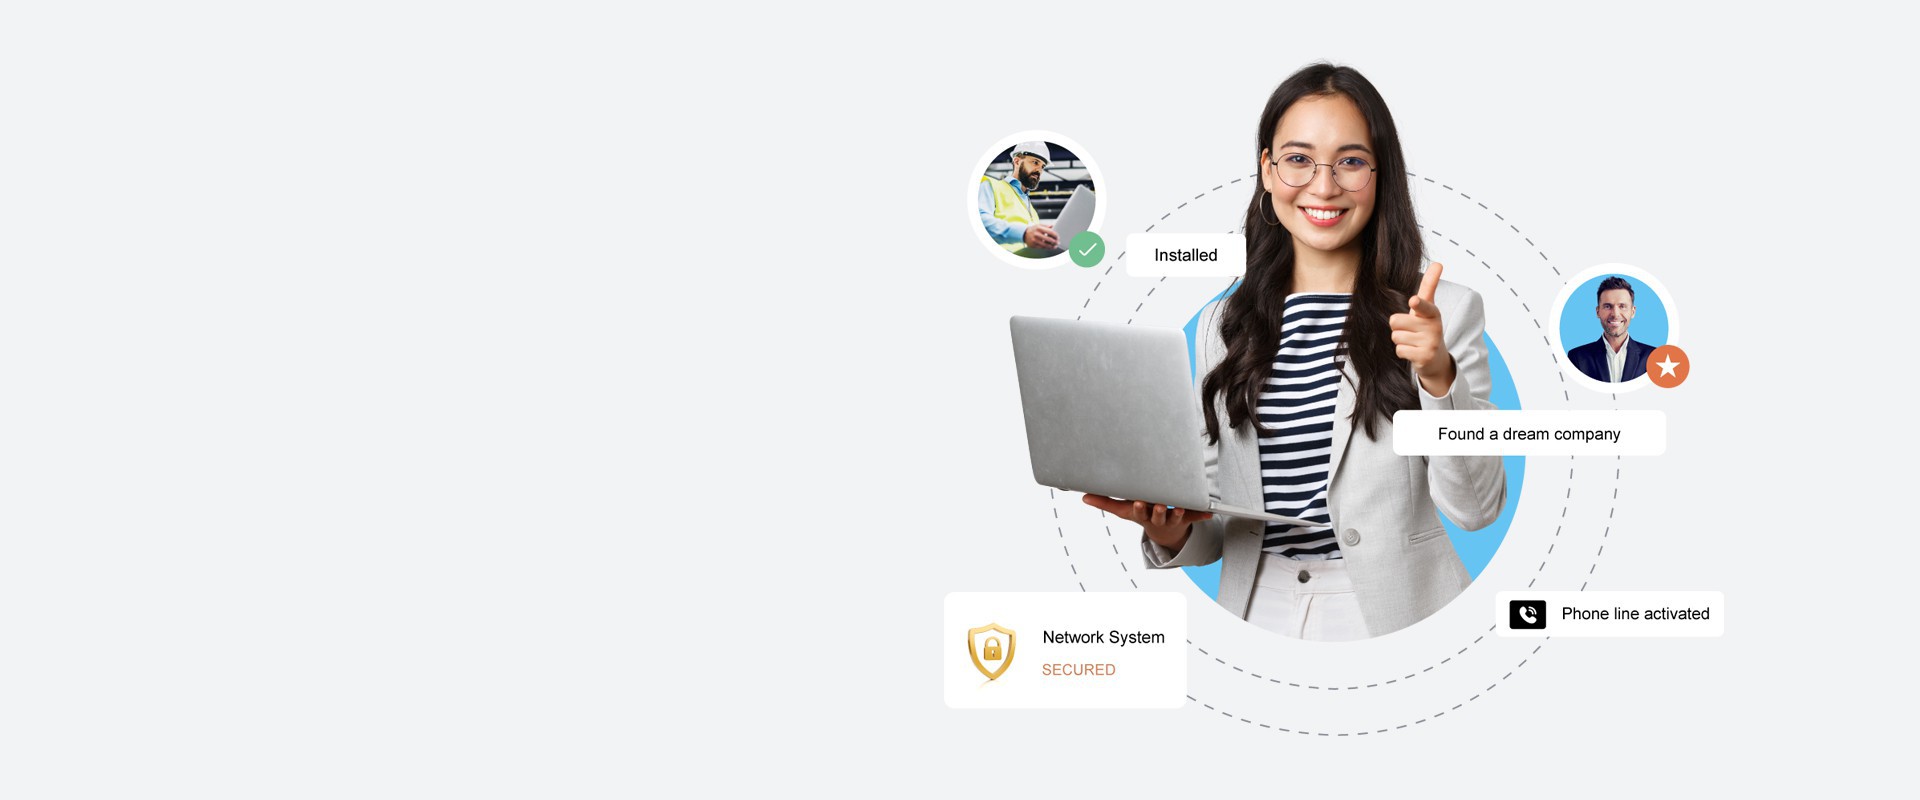 Installed
Found a dream company
Phone line activated
Network System
SECURED